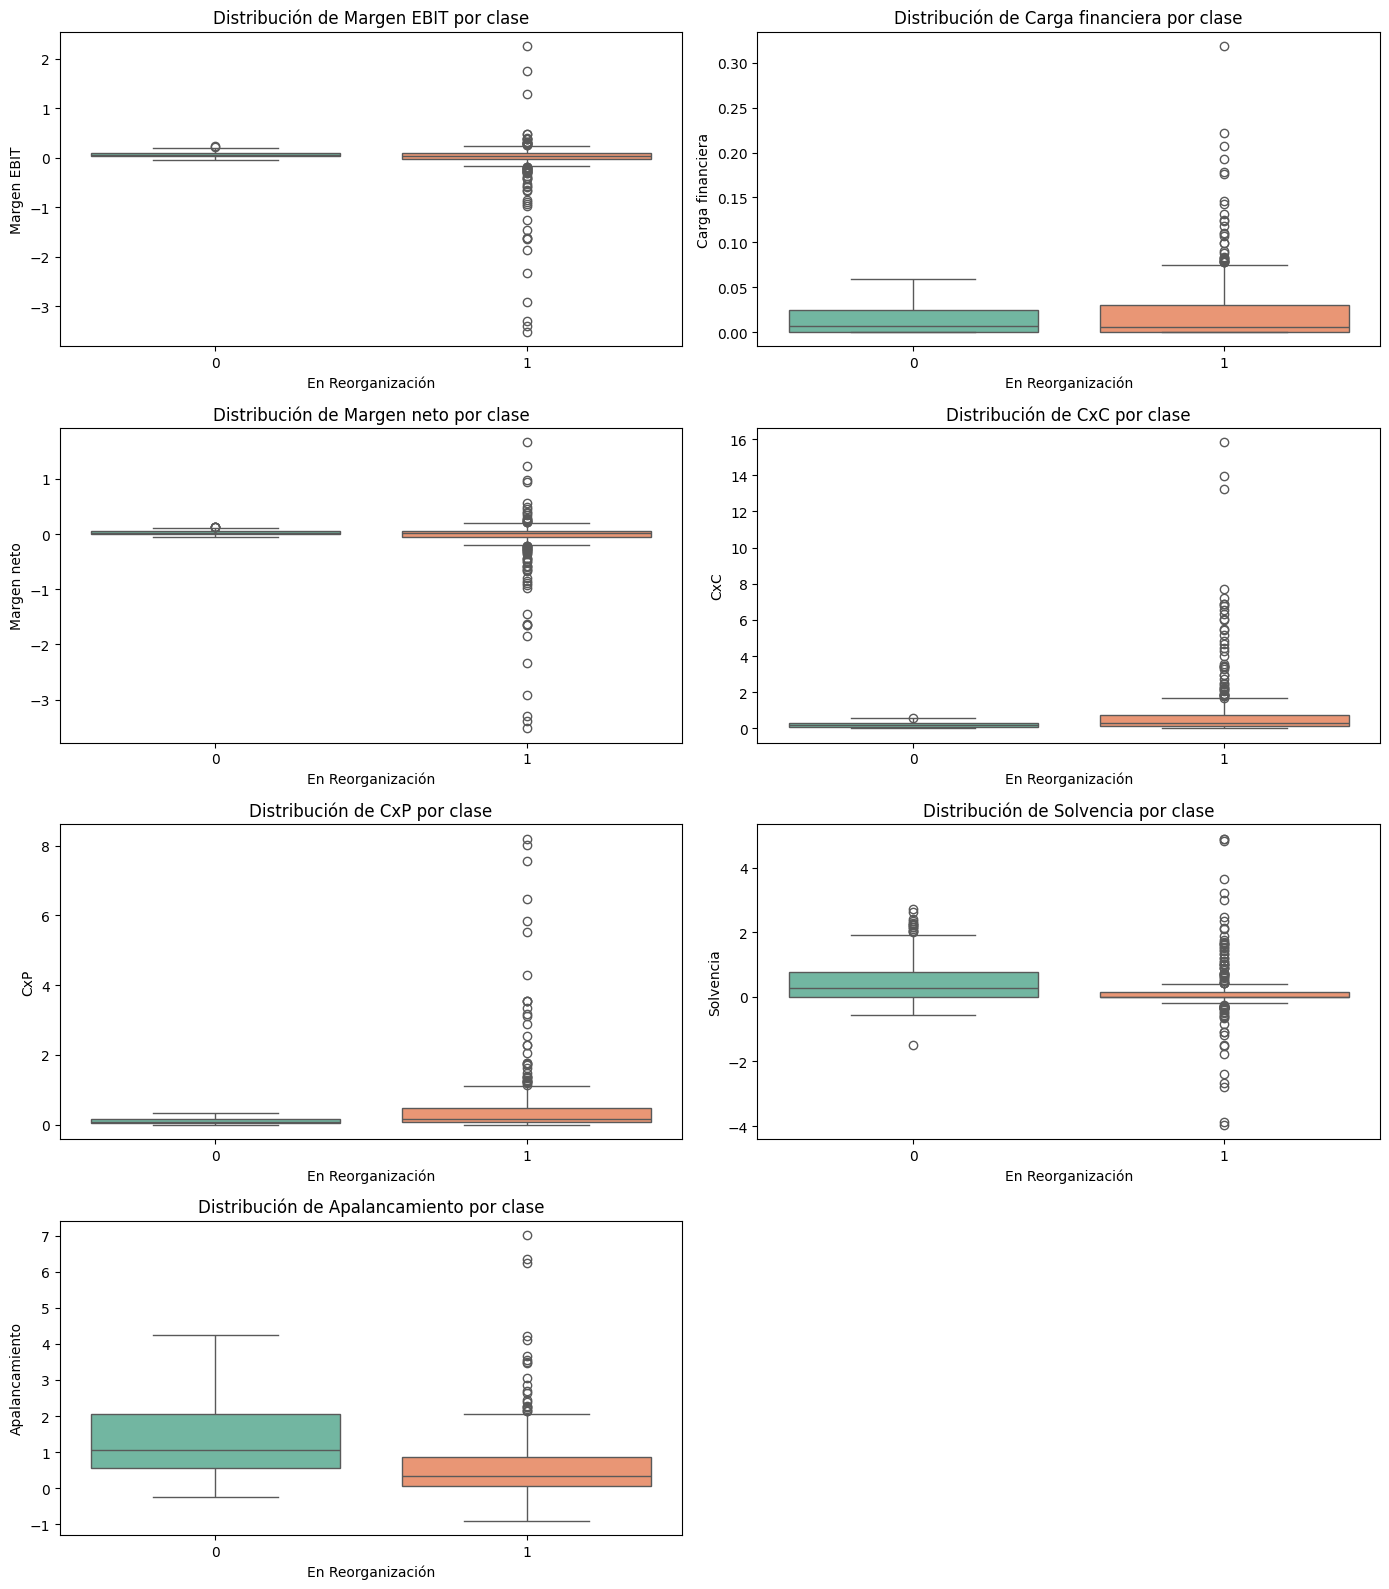 Distribución de Margen EBIT por clase
Margen EBIT
2
1
0
−1
−2
−3
0
1
En Reorganización
Distribución de Carga financiera por clase
Carga financiera
0.30
0.25
0.20
0.15
0.10
0.05
0.00
0
1
En Reorganización
Distribución de Margen neto por clase
Margen neto
1
0
−1
−2
−3
0
1
En Reorganización
Distribución de CxC por clase
CxC
16
14
12
10
8
6
4
2
0
0
1
En Reorganización
Distribución de CxP por clase
CxP
8
6
4
2
0
0
1
En Reorganización
Distribución de Solvencia por clase
Solvencia
4
2
0
−2
−4
0
1
En Reorganización
Distribución de Apalancamiento por clase
Apalancamiento
7
6
5
4
3
2
1
0
−1
0
1
En Reorganización